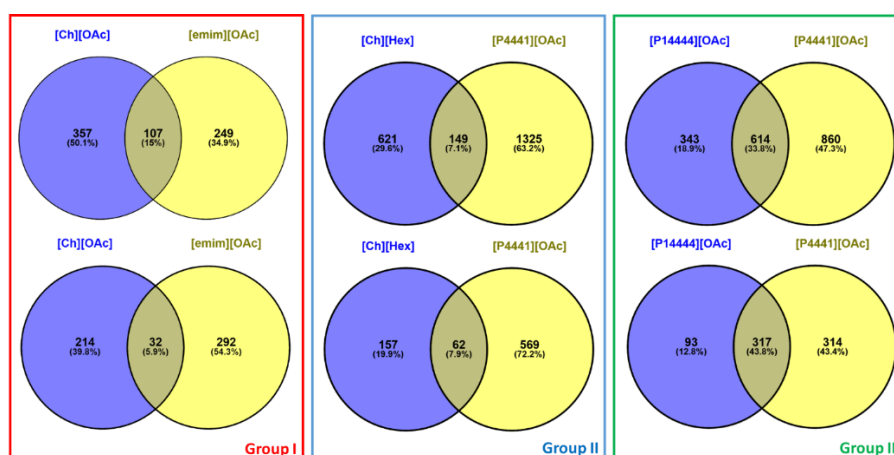 [Ch][OAc] [emim][OAc]
357 107 249
(50.1%) (15%) (34.9%)
[Ch][OAc] [emim][OAc]
214 32 292
(39.8%) (5.9%) (54.3%)
Group I
[Ch][Hex] [P4441][OAc]
621 149 1325
(29.6%) (7.1%) (63.2%)
[Ch][Hex] [P4441][OAc]
157 62 569
(19.9%) (7.9%) (72.2%)
Group II
[P14444][OAc] [P4441][OAc]
343 614 860
(18.9%) (33.8%) (47.3%)
[P14444][OAc] [P4441][OAc]
93 317 314
(12.8%) (43.8%) (43.4%)
Group II